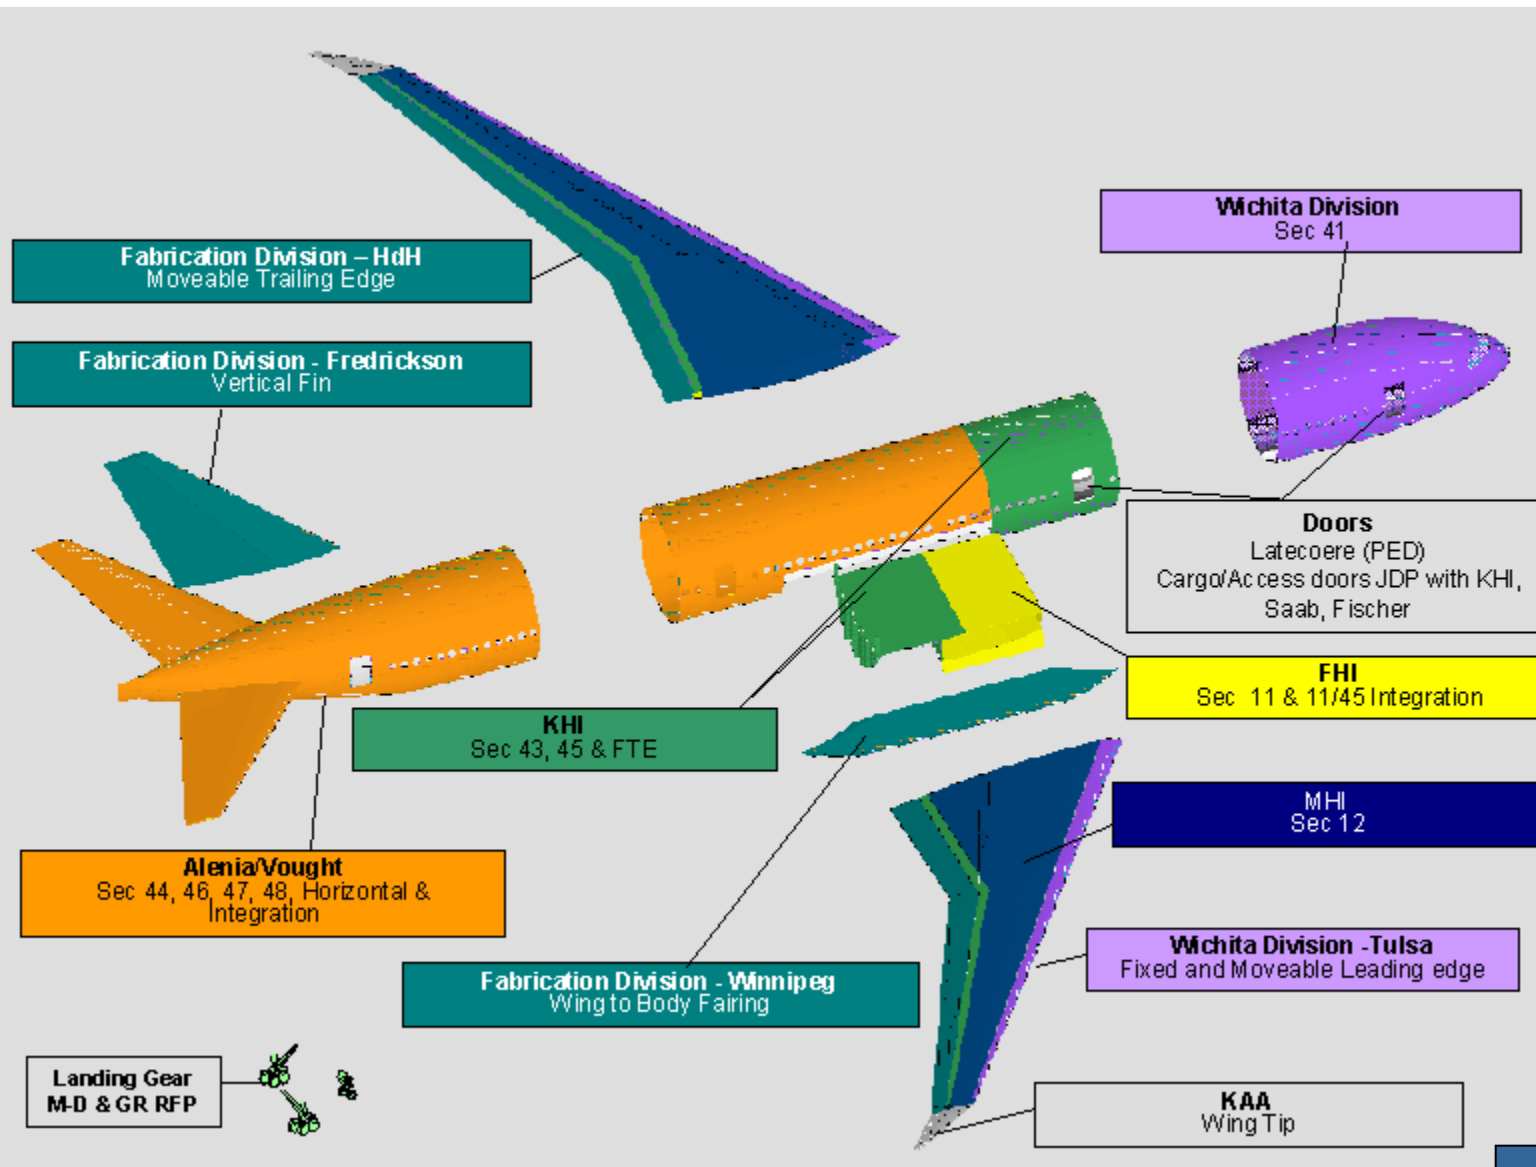 Wichita Division
Sec 41
Fabrication Division – HdH
Moveable Trailing Edge
Fabrication Division - Fredrickson
Vertical Fin
Doors
Latecoere (PED)
Cargo/Access doors JDP with KHI,
Saab, Fischer
FHI
Sec 11 & 11/45 Integration
KHI
Sec 43, 45 & FTE
MHI
Sec 12
Alenia/Vought
Sec 44, 46, 47, 48, Horizontal &
Integration
Wichita Division -Tulsa
Fixed and Moveable Leading edge
Fabrication Division - Winnipeg
Wing to Body Fairing
Landing Gear
M-D & GR RFP
KAA
Wing Tip